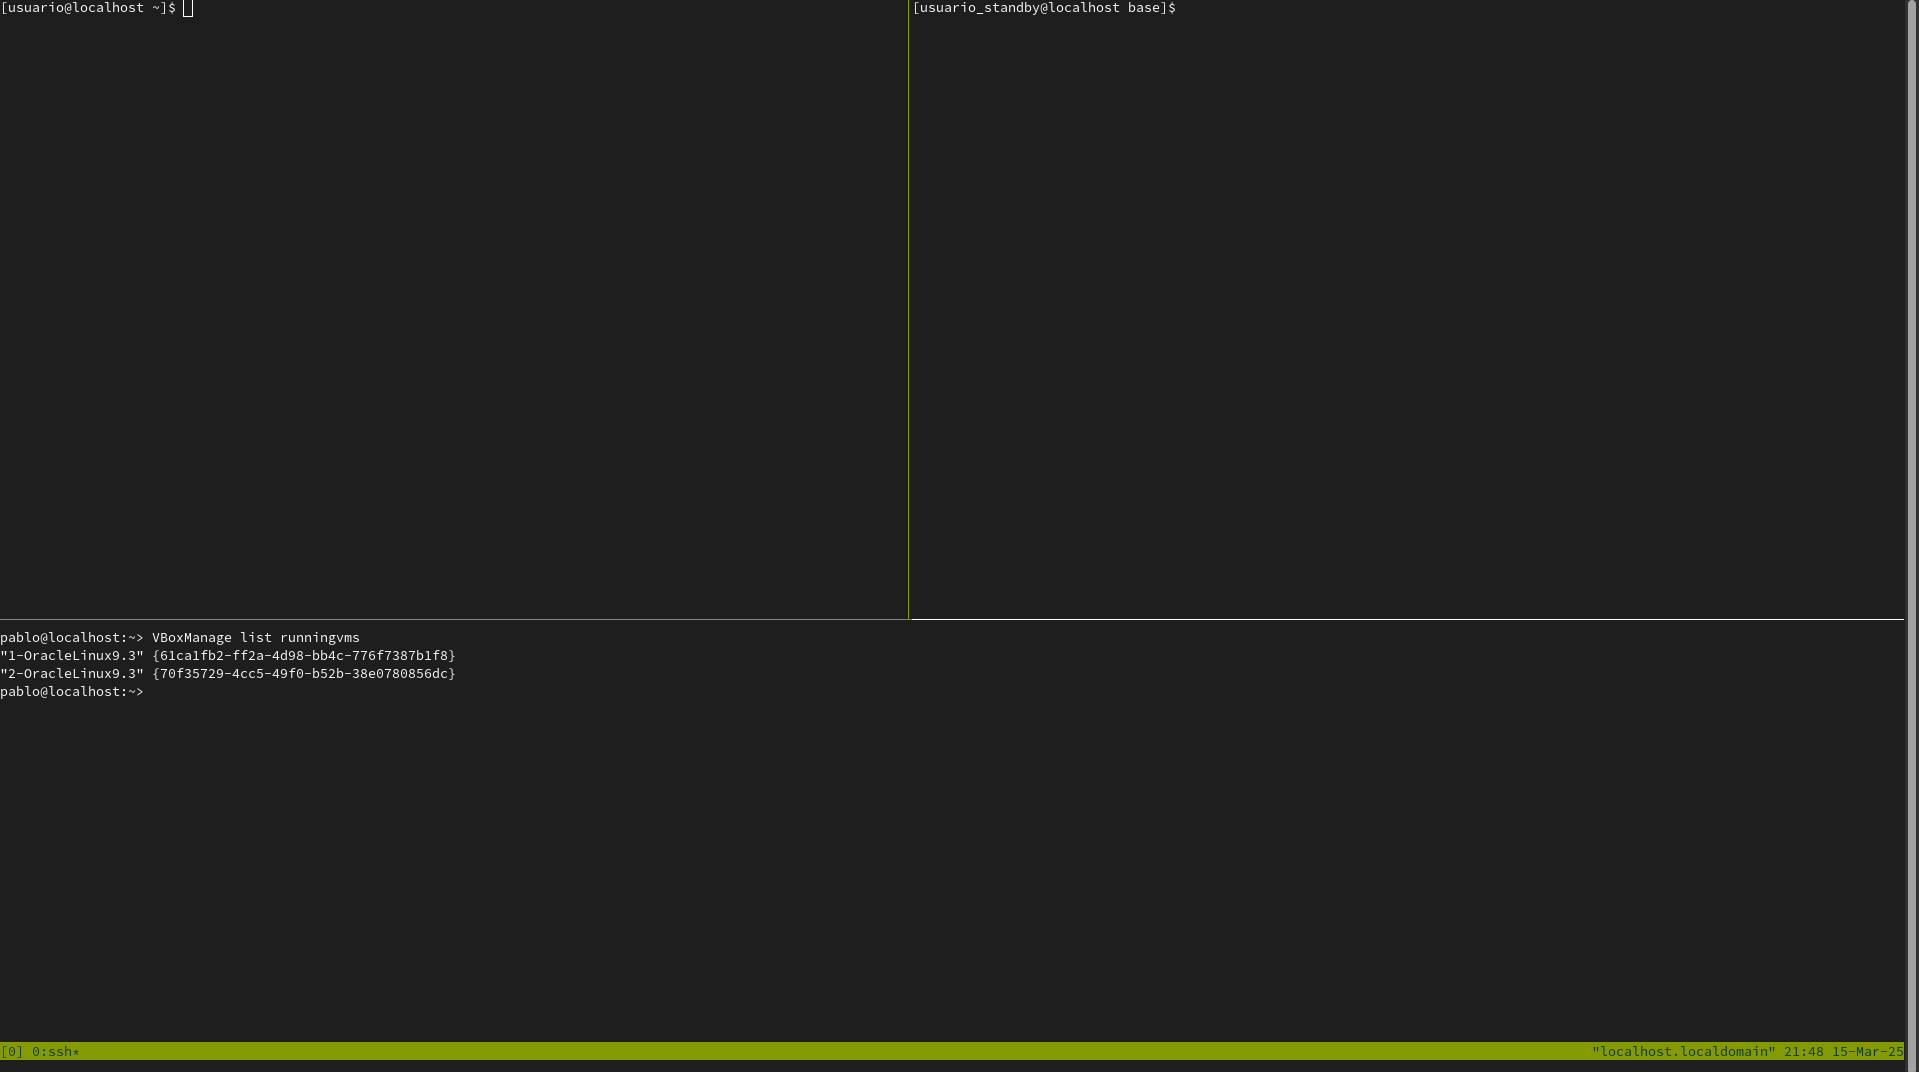 [usuario@localhost ~]$
[usuario_standby@localhost base]$
pablo@localhost:~> VBoxManage list runningvms
"1-OracleLinux9.3" {61ca1fb2-ff2a-4d98-bb4c-776f7387b1f8}
"2-OracleLinux9.3" {70f35729-4cc5-49f0-b52b-38e0780856dc}
pablo@localhost:~>
[0] 0:ssh* "localhost.localdomain" 21:48 15-Mar-25